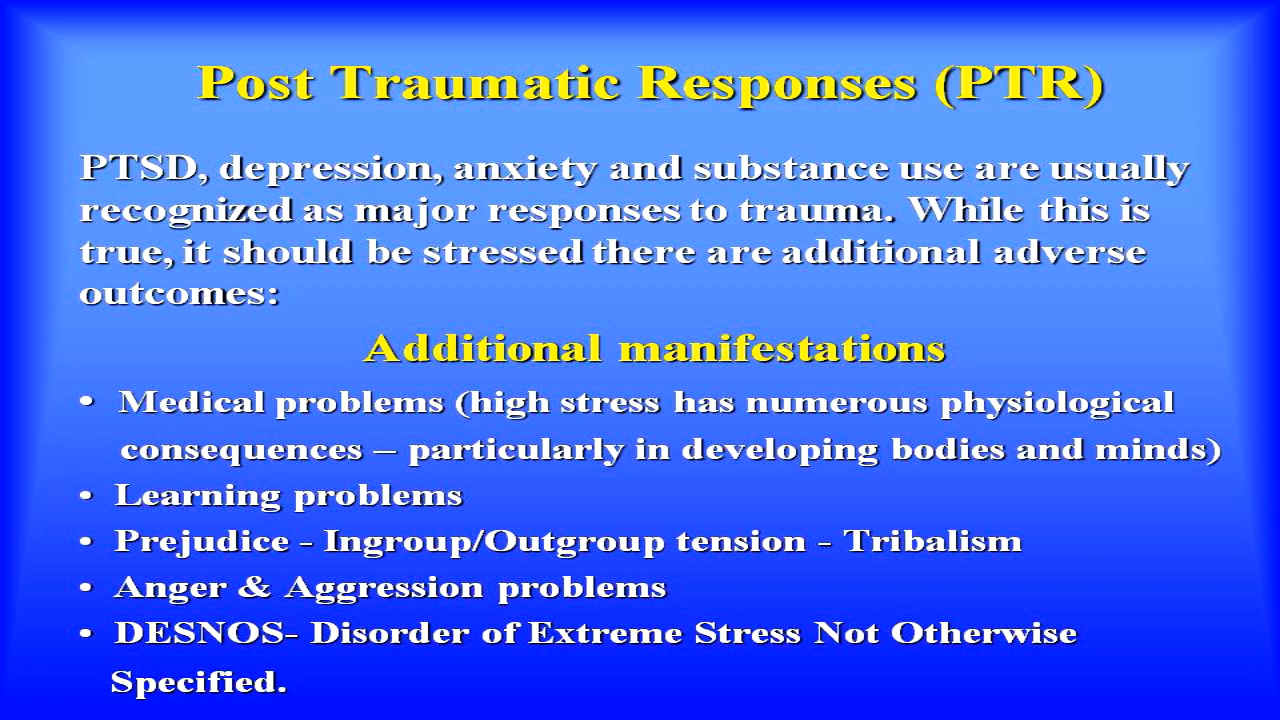 Post Traumatic Responses (PTR)
PTSD, depression, anxiety and substance use are usually
recognized as major responses to trauma. While this is
true, it should be stressed there are additional adverse
outcomes:
Additional manifestations
• Medical problems (high stress has numerous physiological
consequences – particularly in developing bodies and minds)
• Learning problems
• Prejudice - Ingroup/Outgroup tension - Tribalism
• Anger & Aggression problems
• DESNOS- Disorder of Extreme Stress Not Otherwise
Specified.